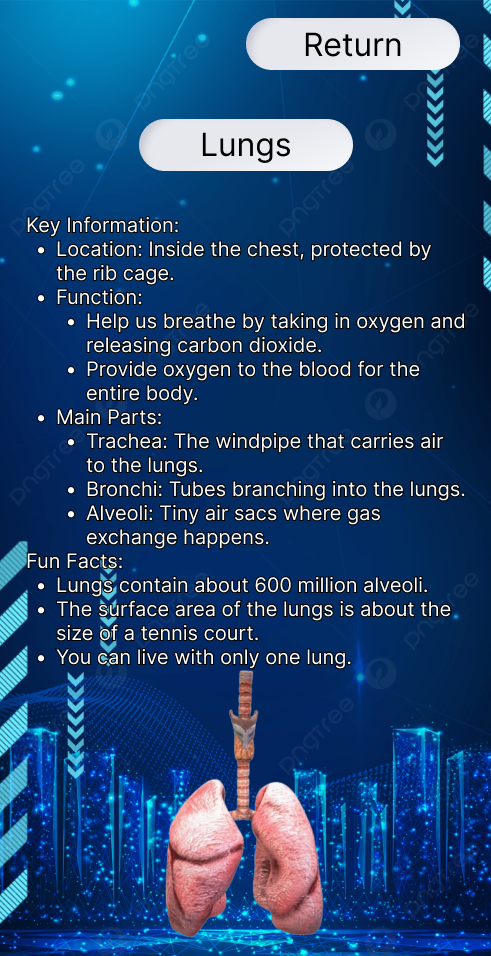 Return
Lungs
Key Information:
• Location: Inside the chest, protected by
the rib cage.
• Function:
• Help us breathe by taking in oxygen and
releasing carbon dioxide.
• Provide oxygen to the blood for the
entire body.
• Main Parts:
• Trachea: The windpipe that carries air
to the lungs.
• Bronchi: Tubes branching into the lungs.
• Alveoli: Tiny air sacs where gas
exchange happens.
Fun Facts:
• Lungs contain about 600 million alveoli.
• The surface area of the lungs is about the
size of a tennis court.
• You can live with only one lung.